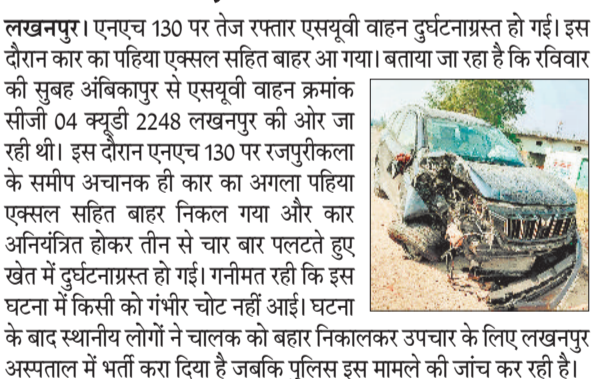 लखनपुर। एनएच 130 पर तेज रफ्तार एसयूवी वाहन दुर्घटनाग्रस्त हो गई। इस
दौरान कार का पहिया एक्सल सहित बाहर आ गया। बताया जा रहा है कि रविवार
की सुबह अंबिकापुर से एसयूवी वाहन क्रमांक
सीजी 04 क्यूडी 2248 लखनपुर की ओर जा
रही थी। इस दौरान एनएच 130 पर रजपुरीकला
के समीप अचानक ही कार का अगला पहिया
एक्सल सहित बाहर निकल गया और कार
अनियंत्रित होकर तीन से चार बार पलटते हुए
खेत में दुर्घटनाग्रस्त हो गई। गनीमत रही कि इस
घटना में किसी को गंभीर चोट नहीं आई। घटना
के बाद स्थानीय लोगों ने चालक को बहार निकालकर उपचार के लिए लखनपुर
अस्पताल में भर्ती करा दिया है जबकि पुलिस इस मामले की जांच कर रही है।